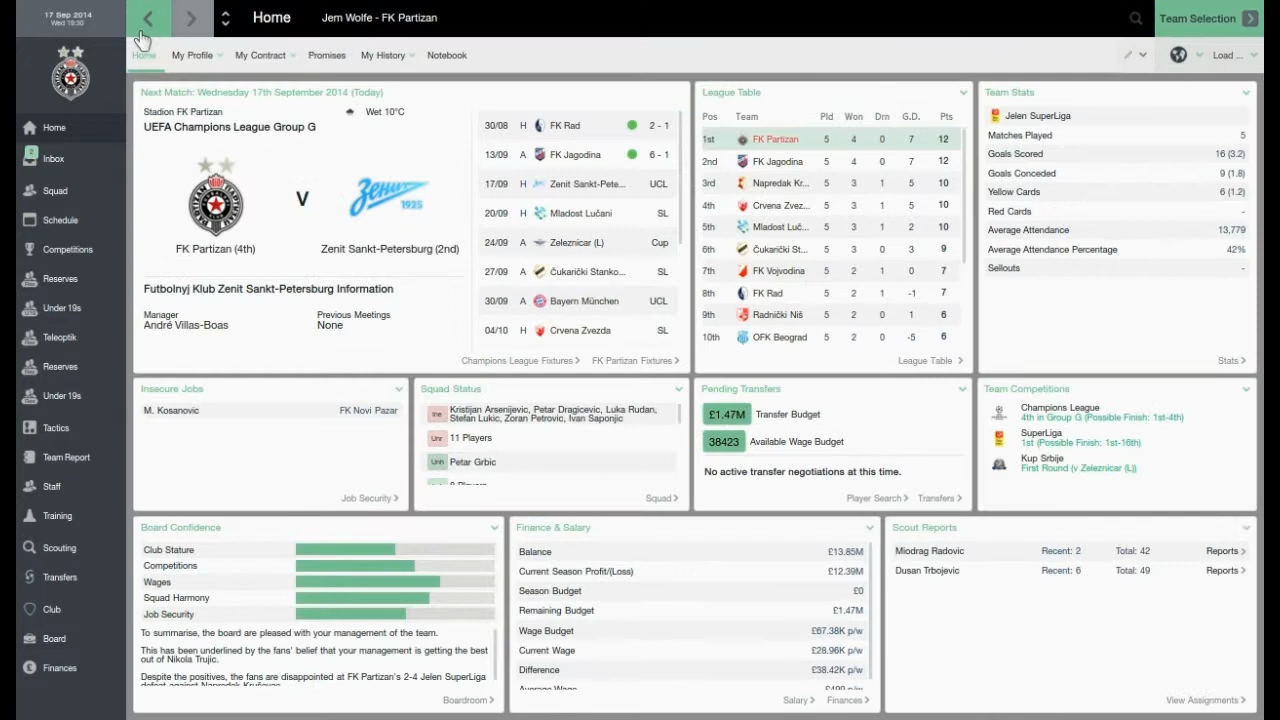 17 Sep 2014
Wed 19:30
Home
Jem Wolfe - FK Partizan
Team Selection
Home
My Profile
My Contract
Promises
My History
Notebook
Load ...
Home
2
Inbox
Squad
Schedule
Competitions
Reserves
Under 19s
Teleoptik
Reserves
Under 19s
Tactics
Team Report
Staff
Training
Scouting
Transfers
Club
Board
Finances
Next Match: Wednesday 17th September 2014 (Today)
Stadion FK Partizan
Wet 10°C
UEFA Champions League Group G
V
Зенит
1925
FK Partizan (4th)
Zenit Sankt-Petersburg (2nd)
Futbolnyj Klub Zenit Sankt-Petersburg Information
Manager
André Villas-Boas
Previous Meetings
None
30/08 H FK Rad 2 - 1
13/09 A FK Jagodina 6 - 1
17/09 H Zenit Sankt-Pete... UCL
20/09 H Mladost Lučani SL
24/09 A Zeleznicar (L) Cup
27/09 A Čukarički Stanko... SL
30/09 A Bayern München UCL
04/10 H Crvena Zvezda SL
Champions League Fixtures
FK Partizan Fixtures
League Table
Pos Team Pld Won Drn G.D. Pts
1st FK Partizan 5 4 0 7 12
2nd FK Jagodina 5 4 0 7 12
3rd Napredak Kr... 5 3 1 5 10
4th Crvena Zvez... 5 3 1 5 10
5th Mladost Luč... 5 3 1 2 10
6th Čukarički St... 5 3 0 3 9
7th FK Vojvodina 5 2 1 0 7
8th FK Rad 5 2 1 -1 7
9th Radnički Niš 5 2 0 1 6
10th OFK Beograd 5 2 0 -5 6
League Table
Team Stats
Jelen SuperLiga
Matches Played 5
Goals Scored 16 (3.2)
Goals Conceded 9 (1.8)
Yellow Cards 6 (1.2)
Red Cards -
Average Attendance 13,779
Average Attendance Percentage 42%
Sellouts -
Stats
Insecure Jobs
M. Kosanovic FK Novi Pazar
Job Security
Squad Status
Ine Kristijan Arsenijevic, Petar Dragicevic, Luka Rudan,
Stefan Lukic, Zoran Petrovic, Ivan Saponjic
Unr 11 Players
Unh Petar Grbic
Squad
Pending Transfers
£1.47M Transfer Budget
38423 Available Wage Budget
No active transfer negotiations at this time.
Player Search
Transfers
Team Competitions
Champions League
4th in Group G (Possible Finish: 1st-4th)
SuperLiga
1st (Possible Finish: 1st-16th)
Kup Srbije
First Round (v Zeleznicar (L))
Board Confidence
Club Stature
Competitions
Wages
Squad Harmony
Job Security
To summarise, the board are pleased with your management of the team.
This has been underlined by the fans' belief that your management is getting the best
out of Nikola Trujic.
Despite the positives, the fans are disappointed at FK Partizan's 2-4 Jelen SuperLiga
defeat against Napredak Kruševac
Boardroom
Finance & Salary
Balance £13.85M
Current Season Profit/(Loss) £12.39M
Season Budget £0
Remaining Budget £1.47M
Wage Budget £67.38K p/w
Current Wage £28.96K p/w
Difference £38.42K p/w
Average Wage £499 p/w
Salary
Finances
Scout Reports
Miodrag Radovic Recent: 2 Total: 42 Reports
Dusan Trbojevic Recent: 6 Total: 49 Reports
View Assignments